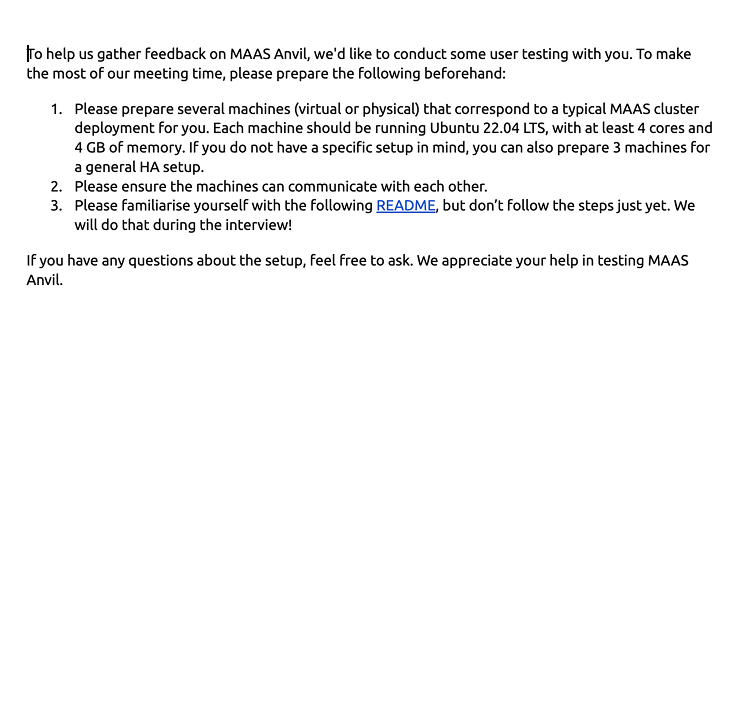 To help us gather feedback on MAAS Anvil, we'd like to conduct some user testing with you. To make
the most of our meeting time, please prepare the following beforehand:
1. Please prepare several machines (virtual or physical) that correspond to a typical MAAS cluster
deployment for you. Each machine should be running Ubuntu 22.04 LTS, with at least 4 cores and
4 GB of memory. If you do not have a specific setup in mind, you can also prepare 3 machines for
a general HA setup.
2. Please ensure the machines can communicate with each other.
3. Please familiarise yourself with the following README, but don’t follow the steps just yet. We
will do that during the interview!
If you have any questions about the setup, feel free to ask. We appreciate your help in testing MAAS
Anvil.